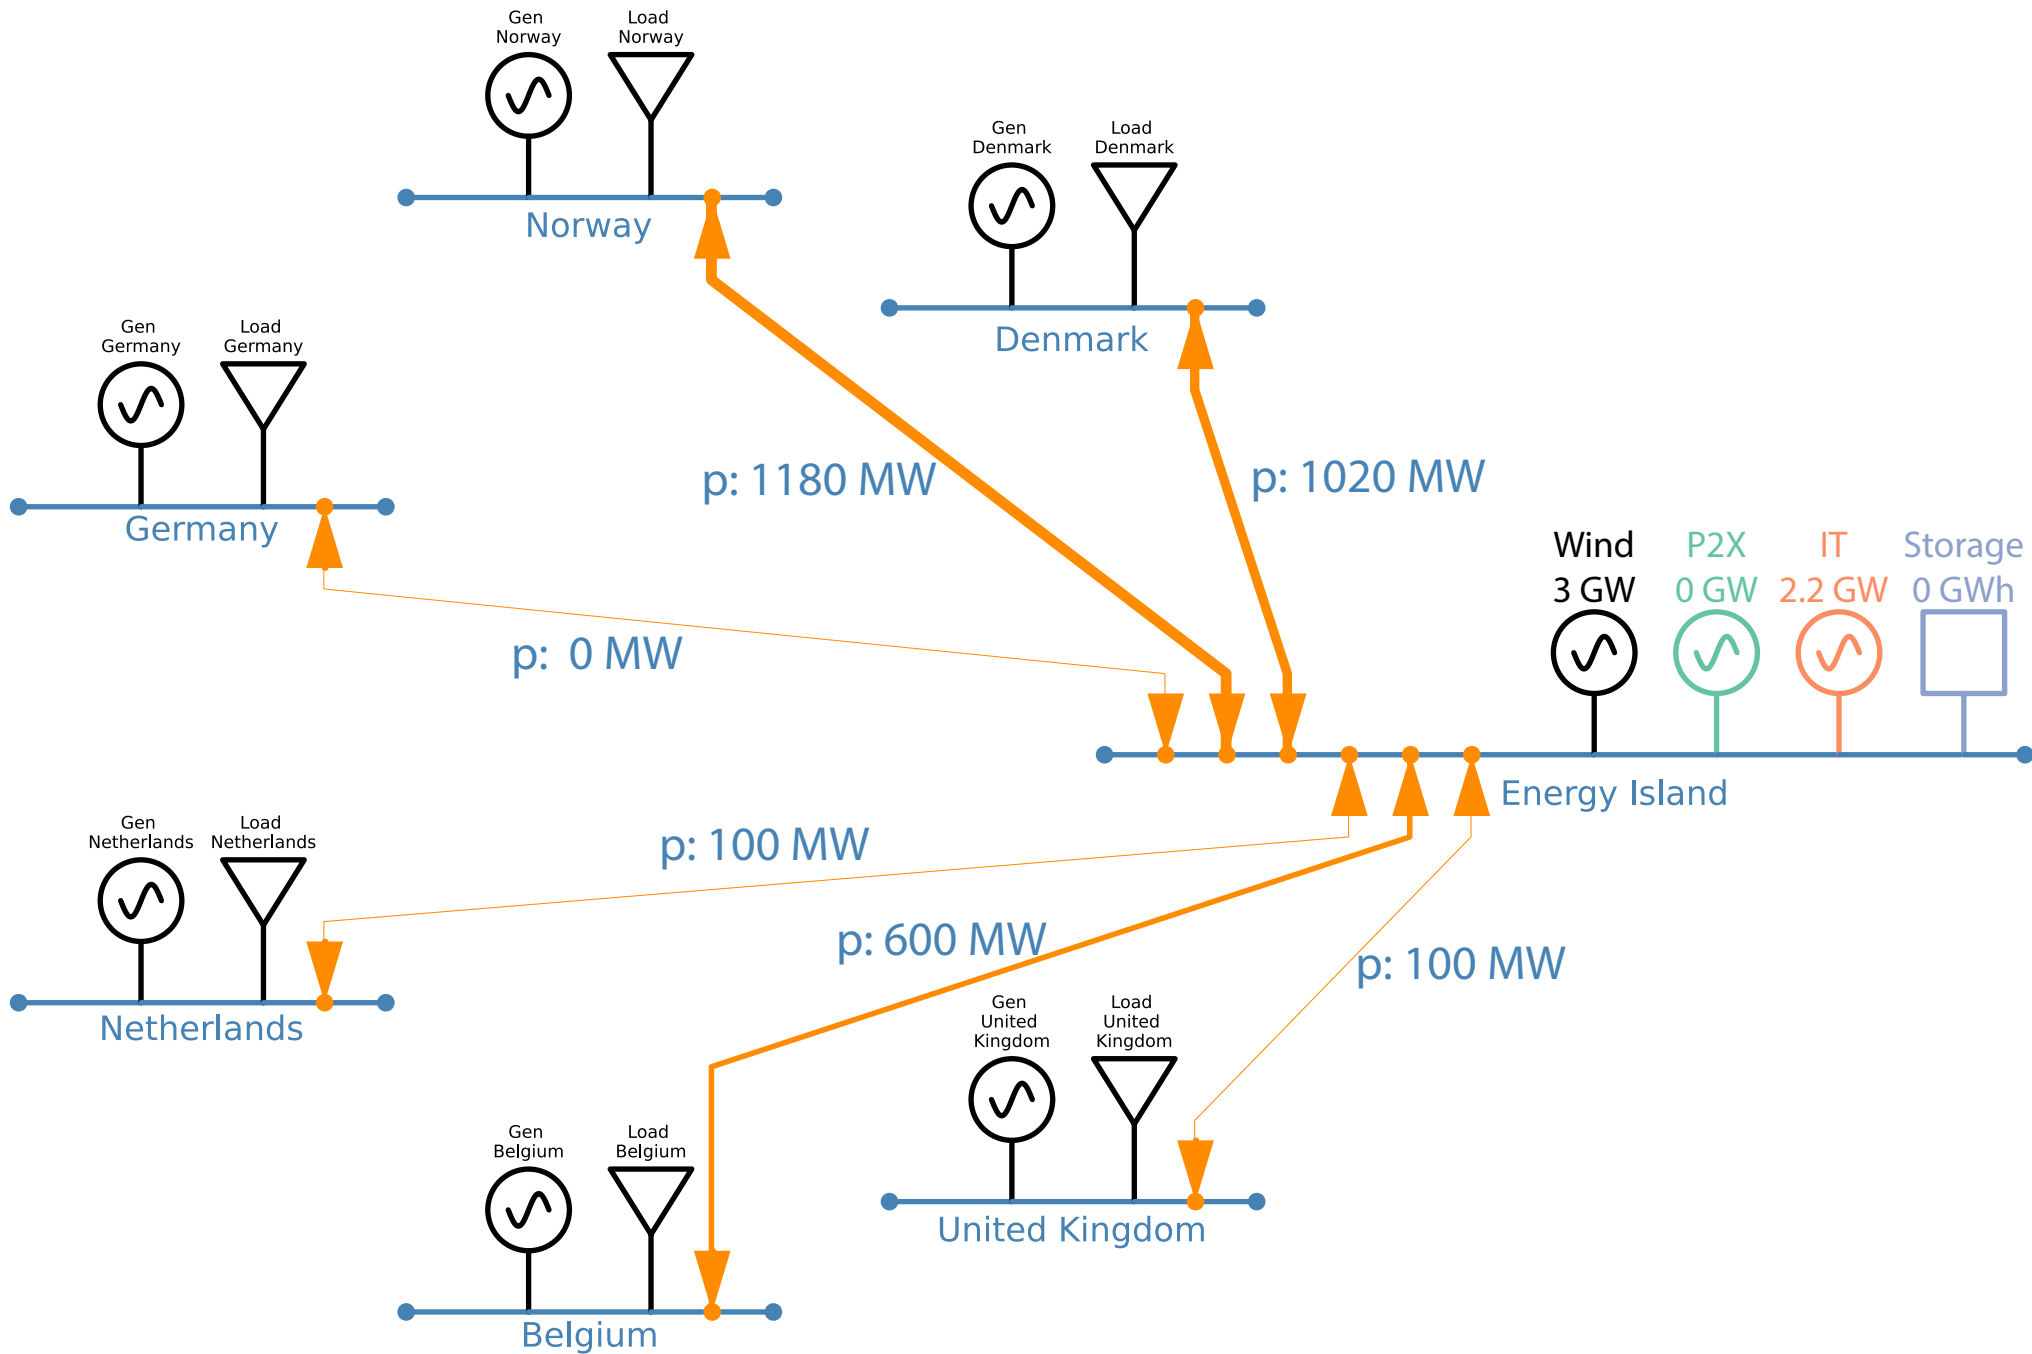 Gen
Norway
Load
Norway
Norway
Gen
Denmark
Load
Denmark
Denmark
Gen
Germany
Load
Germany
Germany
p: 1180 MW
p: 1020 MW
p: 0 MW
Wind
3 GW
P2X
0 GW
IT
2.2 GW
Storage
0 GWh
Energy Island
Gen
Netherlands
Load
Netherlands
Netherlands
p: 100 MW
p: 600 MW
p: 100 MW
Gen
United
Kingdom
Load
United
Kingdom
United Kingdom
Gen
Belgium
Load
Belgium
Belgium